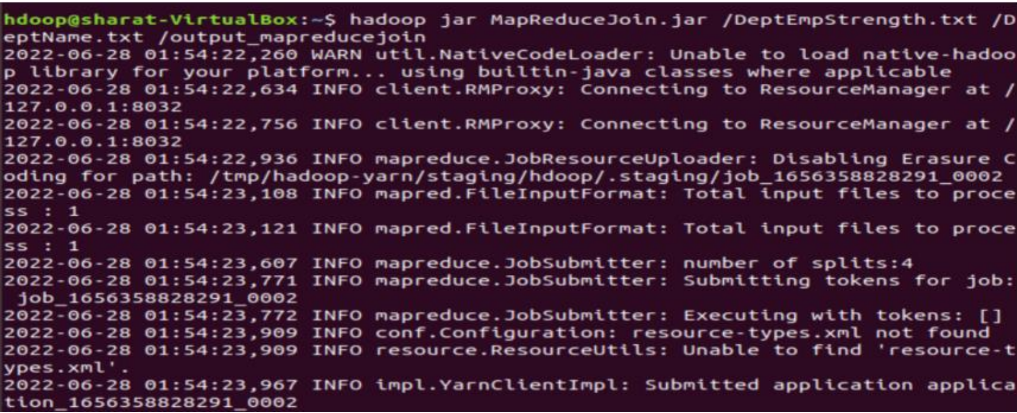 hdoop@sharat-VirtualBox:~$ hadoop jar MapReduceJoin.jar /DeptEmpStrength.txt /D
eptName.txt /output_mapreducejoin
2022-06-28 01:54:22,260 WARN util.NativeCodeLoader: Unable to load native-hadoo
p library for your platform... using builtin-java classes where applicable
2022-06-28 01:54:22,634 INFO client.RMProxy: Connecting to ResourceManager at /
127.0.0.1:8032
2022-06-28 01:54:22,756 INFO client.RMProxy: Connecting to ResourceManager at /
127.0.0.1:8032
2022-06-28 01:54:22,936 INFO mapreduce.JobResourceUploader: Disabling Erasure C
oding for path: /tmp/hadoop-yarn/staging/hdoop/.staging/job_1656358828291_0002
2022-06-28 01:54:23,108 INFO mapred.FileInputFormat: Total input files to proce
ss : 1
2022-06-28 01:54:23,121 INFO mapred.FileInputFormat: Total input files to proce
ss : 1
2022-06-28 01:54:23,607 INFO mapreduce.JobSubmitter: number of splits:4
2022-06-28 01:54:23,771 INFO mapreduce.JobSubmitter: Submitting tokens for job:
 job_1656358828291_0002
2022-06-28 01:54:23,772 INFO mapreduce.JobSubmitter: Executing with tokens: []
2022-06-28 01:54:23,909 INFO conf.Configuration: resource-types.xml not found
2022-06-28 01:54:23,909 INFO resource.ResourceUtils: Unable to find 'resource-t
ypes.xml'.
2022-06-28 01:54:23,967 INFO impl.YarnClientImpl: Submitted application applica
tion_1656358828291_0002